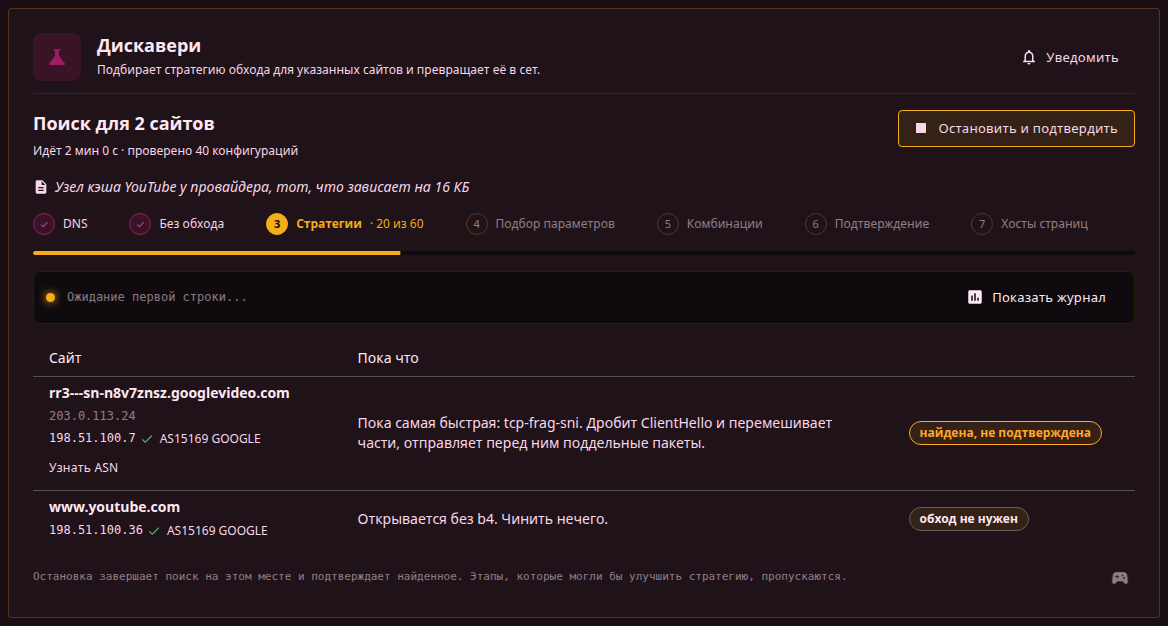 Дискавери
Подбирает стратегию обхода для указанных сайтов и превращает её в сет.
Уведомить
Поиск для 2 сайтов
Идёт 2 мин 0 с · проверено 40 конфигураций
Остановить и подтвердить
Узел кэша YouTube у провайдера, тот, что зависает на 16 КБ
DNS
Без обхода
3 Стратегии · 20 из 60
4 Подбор параметров
5 Комбинации
6 Подтверждение
7 Хосты страниц
Ожидание первой строки...
Показать журнал
Сайт
Пока что
rr3---sn-n8v7znsz.googlevideo.com
203.0.113.24
198.51.100.7 ✓ AS15169 GOOGLE
Узнать ASN
Пока самая быстрая: tcp-frag-sni. Дробит ClientHello и перемешивает
части, отправляет перед ним поддельные пакеты.
найдена, не подтверждена
www.youtube.com
198.51.100.36 ✓ AS15169 GOOGLE
Открывается без b4. Чинить нечего.
обход не нужен
Остановка завершает поиск на этом месте и подтверждает найденное. Этапы, которые могли бы улучшить стратегию, пропускаются.